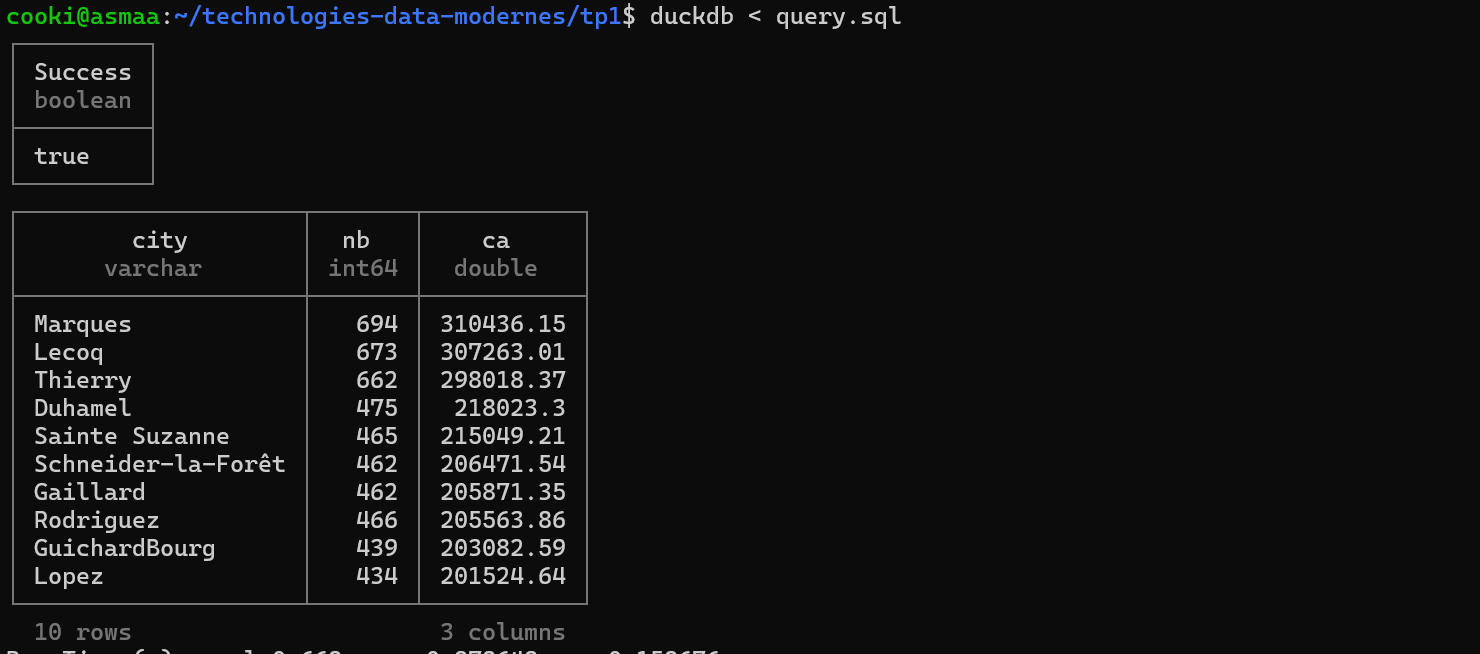 cooki@asmaa:~/technologies-data-modernes/tp1$ duckdb < query.sql
Success
boolean
true
city nb ca
varchar int64 double
Marques 694 310436.15
Lecoq 673 307263.01
Thierry 662 298018.37
Duhamel 475 218023.3
Sainte Suzanne 465 215049.21
Schneider-la-Forêt 462 206471.54
Gaillard 462 205871.35
Rodriguez 466 205563.86
GuichardBourg 439 203082.59
Lopez 434 201524.64
10 rows 3 columns